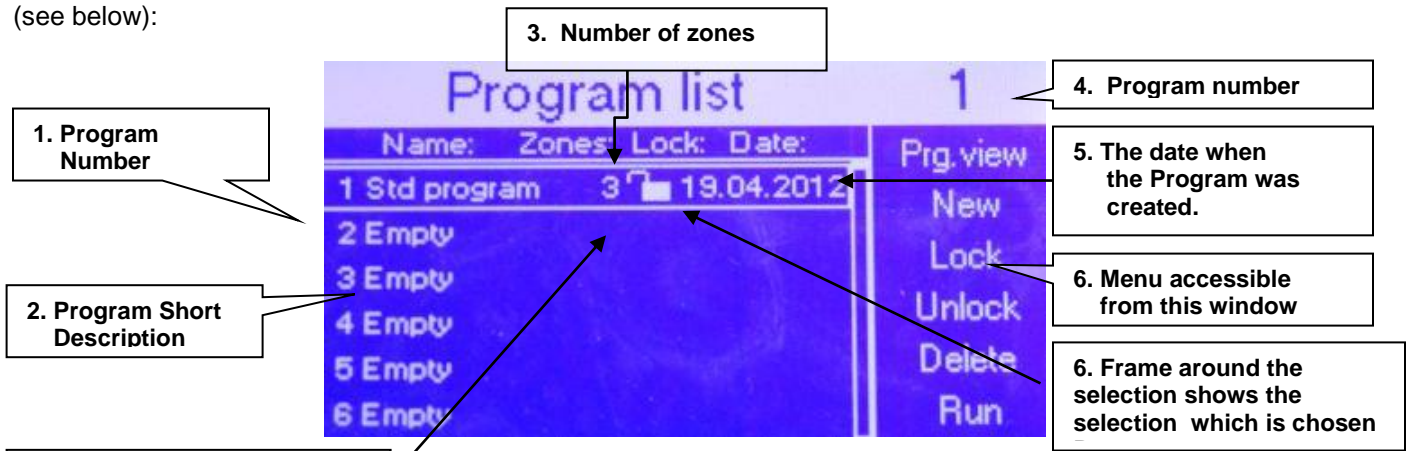 (see below):
3. Number of zones
Program list 1
4. Program number
1. Program
Number
Name: Zones: Lock: Date:
Prg.view
5. The date when
the Program was
created.
1 Std program 3 19.04.2012
New
2 Empty
Lock
3 Empty
6. Menu accessible
from this window
2. Program Short
Description
4 Empty
Unlock
5 Empty
Delete
6. Frame around the
selection shows the
selection which is chosen
6 Empty
Run